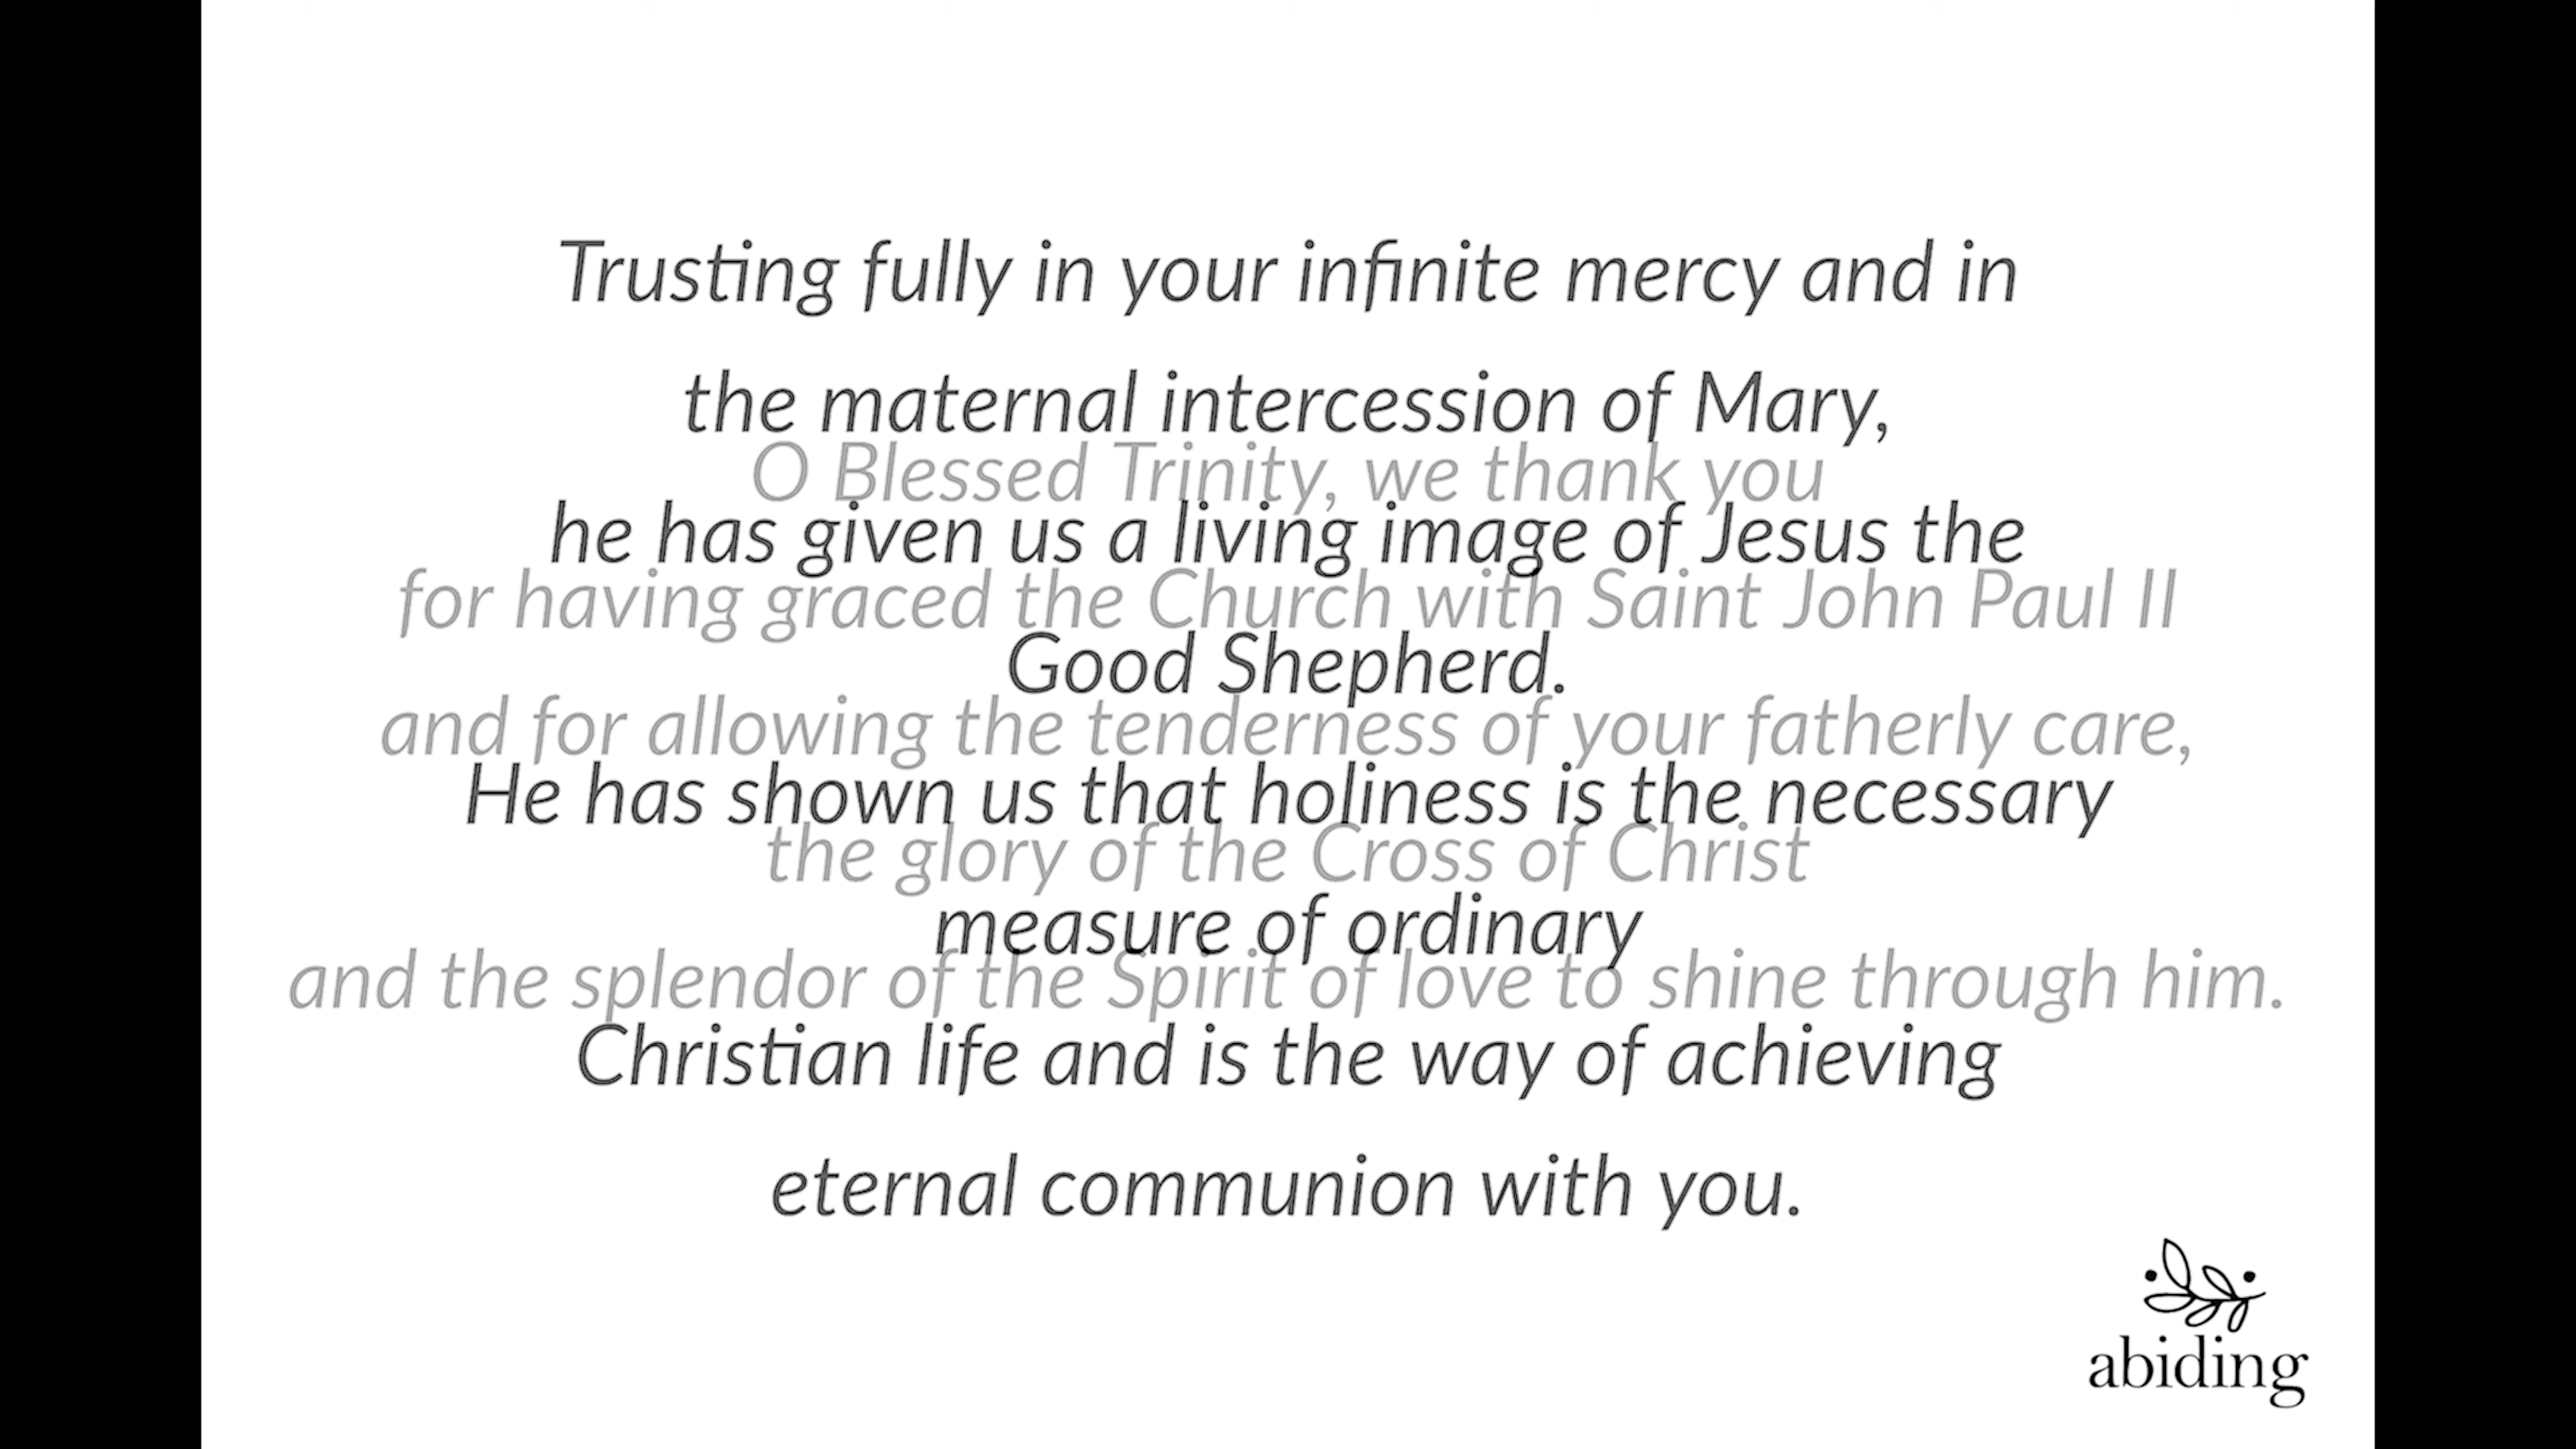 Trusting fully in your infinite mercy and in
the maternal intercession of Mary,
O Blessed Trinity, we thank you
he has given us a living image of Jesus the
for having graced the Church with Saint John Paul II
Good Shepherd.
and for allowing the tenderness of your fatherly care,
He has shown us that holiness is the necessary
the glory of the Cross of Christ
measure of ordinary
and the splendor of the Spirit of love to shine through him.
Christian life and is the way of achieving
eternal communion with you.
abiding